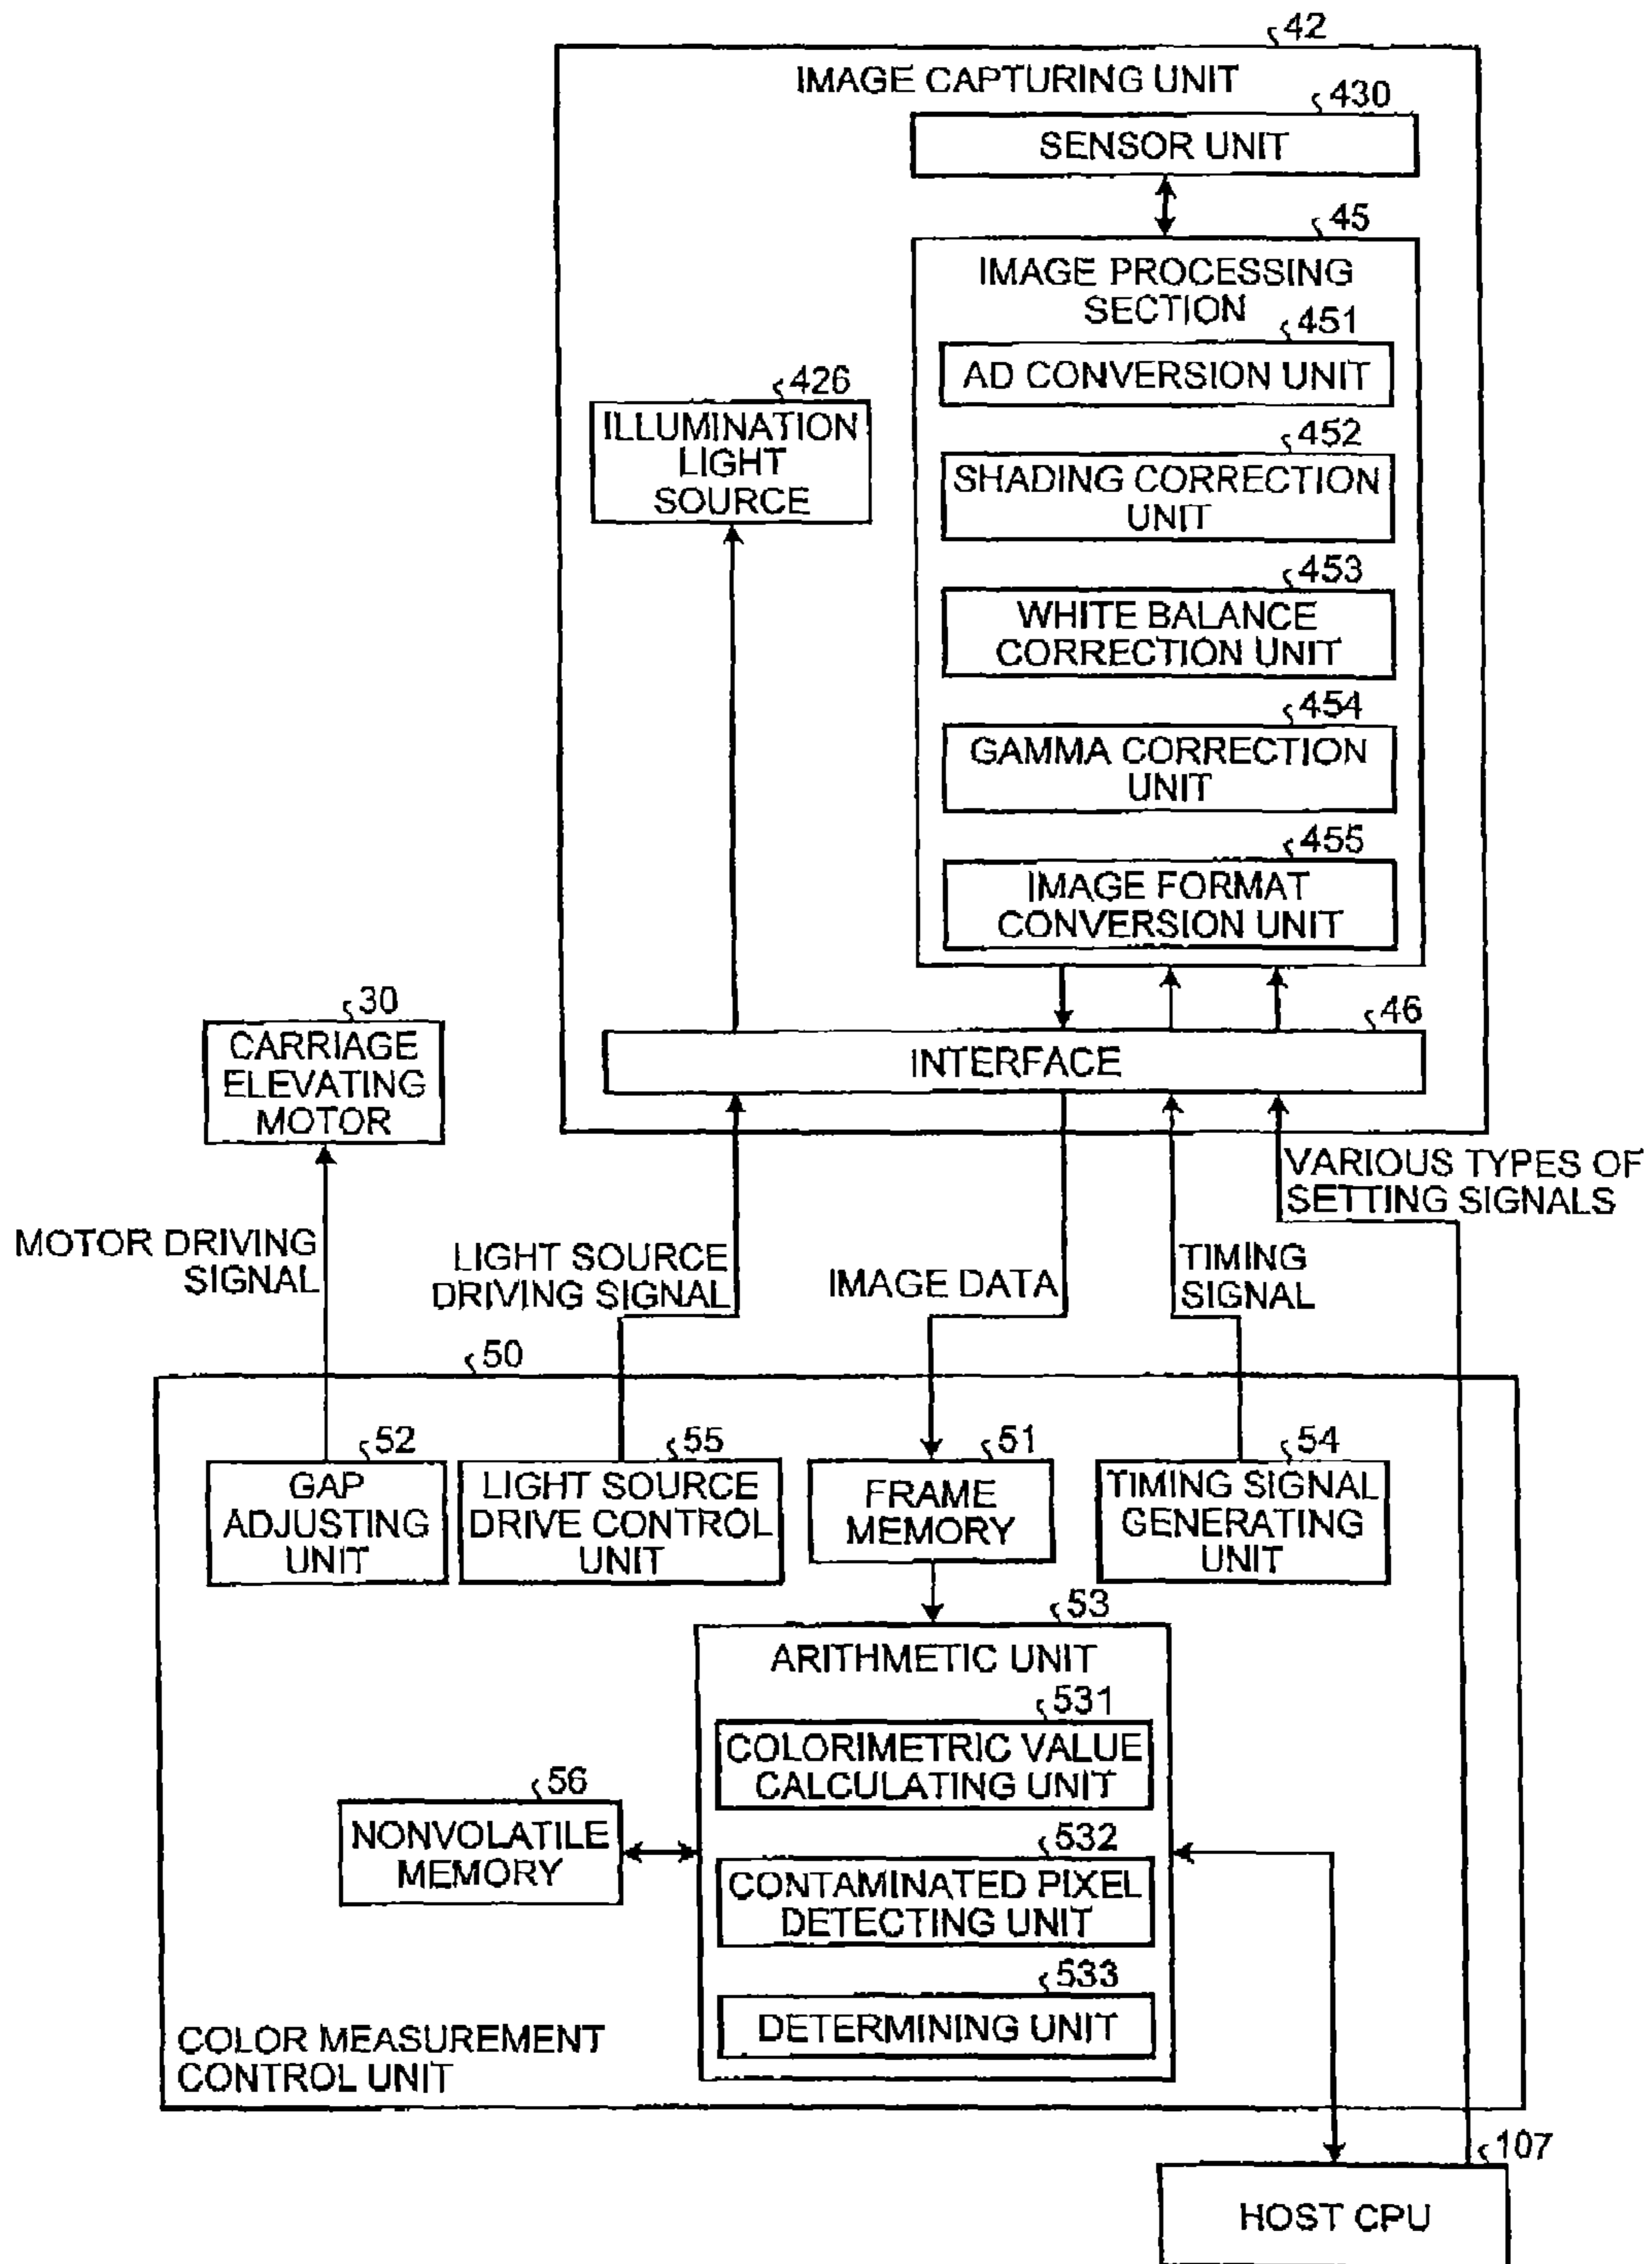 42
IMAGE CAPTURING UNIT
430
SENSOR UNIT
45
IMAGE PROCESSING
SECTION
451
AD CONVERSION UNIT
426
ILLUMINATION
LIGHT
SOURCE
452
SHADING CORRECTION
UNIT
453
WHITE BALANCE
CORRECTION UNIT
454
GAMMA CORRECTION
UNIT
455
IMAGE FORMAT
CONVERSION UNIT
30
CARRIAGE
ELEVATING
MOTOR
46
INTERFACE
MOTOR DRIVING
SIGNAL
LIGHT SOURCE
DRIVING SIGNAL
IMAGE DATA
TIMING
SIGNAL
VARIOUS TYPES OF
SETTING SIGNALS
50
52
GAP
ADJUSTING
UNIT
55
LIGHT SOURCE
DRIVE CONTROL
UNIT
51
FRAME
MEMORY
54
TIMING SIGNAL
GENERATING
UNIT
53
ARITHMETIC UNIT
531
COLORIMETRIC VALUE
CALCULATING UNIT
56
NONVOLATILE
MEMORY
532
CONTAMINATED PIXEL
DETECTING UNIT
533
DETERMINING UNIT
COLOR MEASUREMENT
CONTROL UNIT
107
HOST CPU